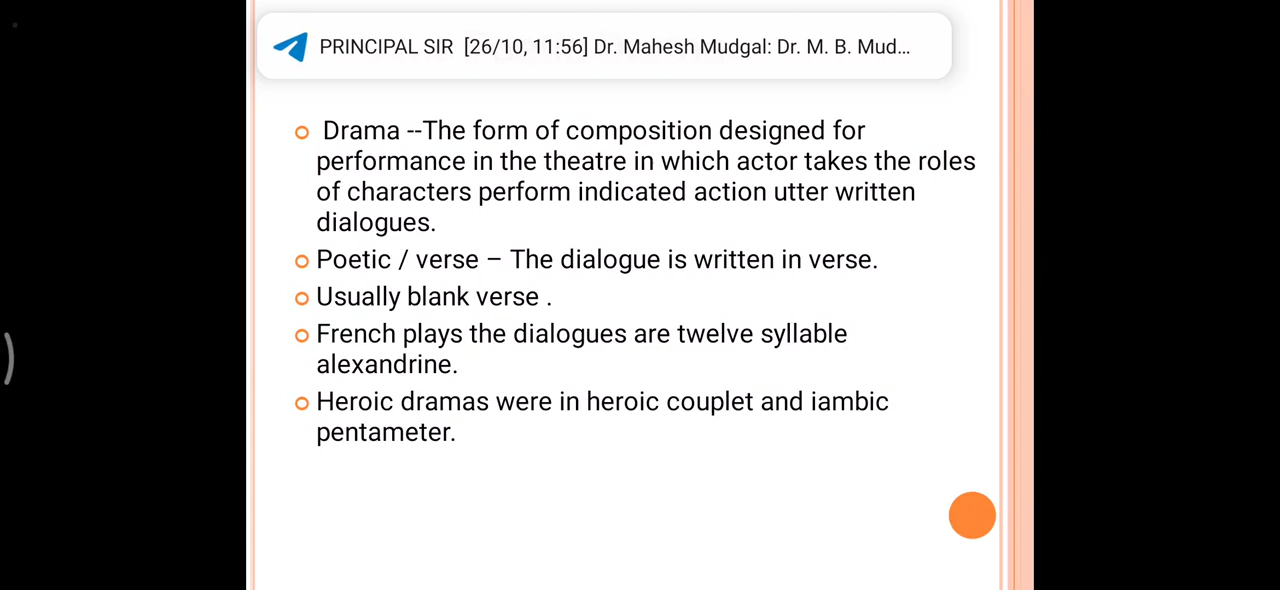 PRINCIPAL SIR [26/10, 11:56] Dr. Mahesh Mudgal: Dr. M. B. Mud...
Drama --The form of composition designed for
performance in the theatre in which actor takes the roles
of characters perform indicated action utter written
dialogues.
Poetic / verse – The dialogue is written in verse.
Usually blank verse .
French plays the dialogues are twelve syllable
alexandrine.
Heroic dramas were in heroic couplet and iambic
pentameter.